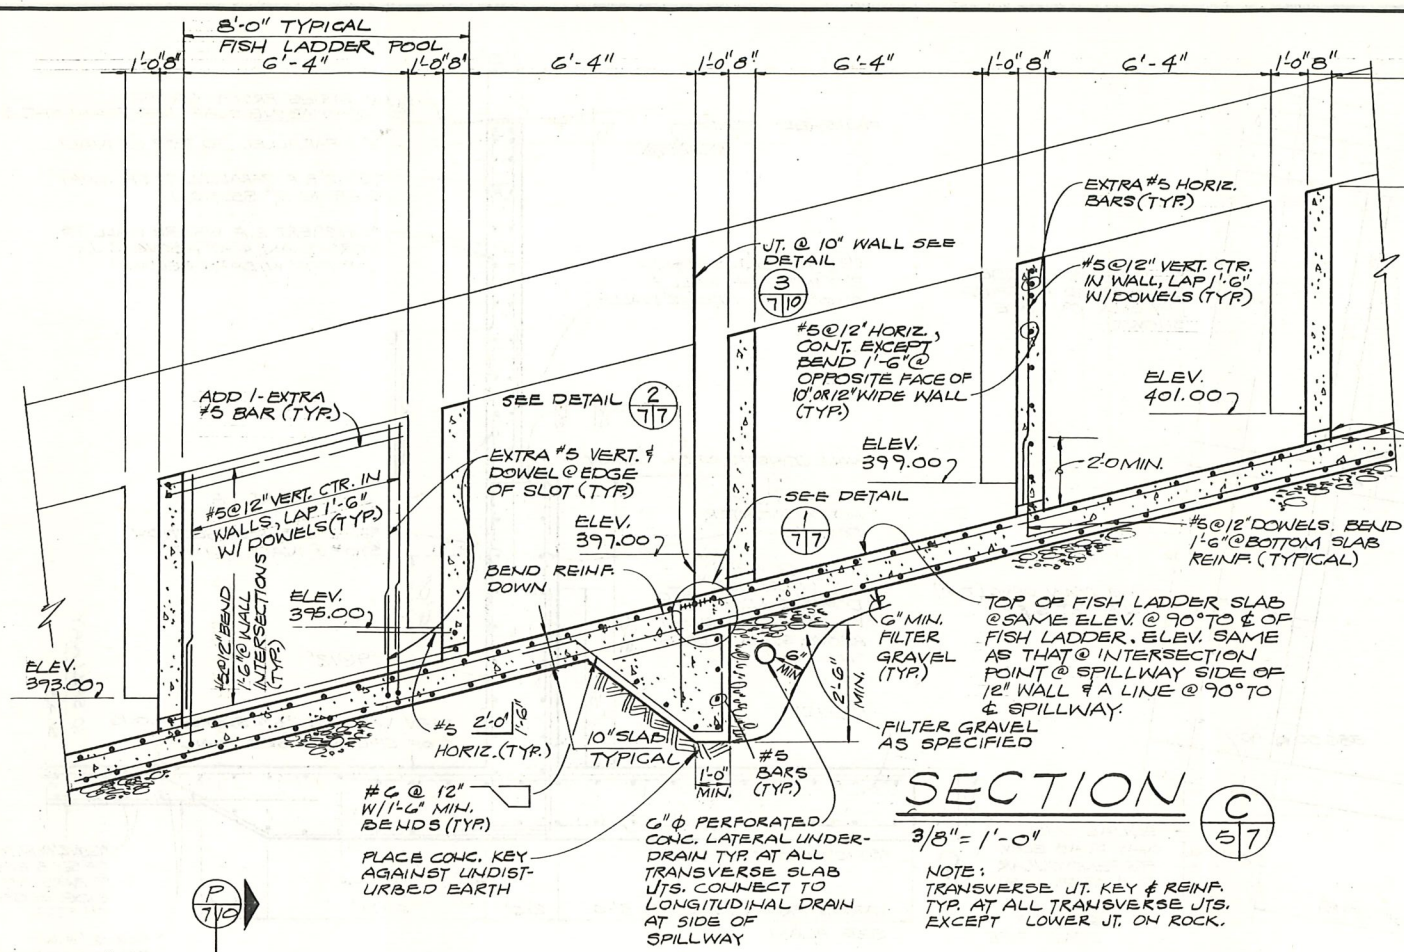 8'-0" TYPICAL
FISH LADDER POOL
1'-0" 8"
6'-4"
1'-0" 8"
6'-4"
1'-0" 8"
6'-4"
1'-0" 8"
6'-4"
1'-0" 8"
EXTRA #5 HORIZ.
BARS (TYP.)
JT. @ 10" WALL SEE
DETAIL
3
7 10
#5@12" VERT. CTR.
IN WALL, LAP 1'-6"
W/DOWELS (TYP.)
#5@12" HORIZ.,
CONT. EXCEPT
BEND 1'-6" @
OPPOSITE FACE OF
10" OR 12" WIDE WALL
(TYP.)
ELEV.
401.00
ADD 1-EXTRA
#5 BAR (TYP.)
SEE DETAIL
2
7 7
EXTRA #5 VERT. &
DOWEL @ EDGE
OF SLOT (TYP.)
ELEV.
399.00
2'-0 MIN.
#5@12" VERT. CTR. IN
WALLS, LAP 1'-6"
W/ DOWELS (TYP.)
SEE DETAIL
1
7 7
ELEV.
397.00
#5@12" DOWELS. BEND
1'-6" @ BOTTOM SLAB
REINF. (TYPICAL)
#5@12" BEND
1'-6" @ WALL
INTERSECTIONS
(TYP.)
BEND REINF.
DOWN
ELEV.
395.00
6" MIN.
FILTER
GRAVEL
(TYP.)
TOP OF FISH LADDER SLAB
@ SAME ELEV. @ 90° TO ℄ OF
FISH LADDER. ELEV. SAME
AS THAT @ INTERSECTION
POINT @ SPILLWAY SIDE OF
12" WALL & A LINE @ 90° TO
℄ SPILLWAY.
ELEV.
393.00
6"
MIN
2'-6"
MIN.
#5
HORIZ. (TYP.)
2'-0"
1'-6"
10" SLAB
TYPICAL
FILTER GRAVEL
AS SPECIFIED
1'-0"
MIN.
#5
BARS
(TYP.)
#6 @ 12"
W/1'-6" MIN.
BENDS (TYP.)
PLACE CONC. KEY
AGAINST UNDIST-
URBED EARTH
6" ϕ PERFORATED
CONC. LATERAL UNDER-
DRAIN TYP. AT ALL
TRANSVERSE SLAB
JTS. CONNECT TO
LONGITUDINAL DRAIN
AT SIDE OF
SPILLWAY
SECTION
C
5 7
3/8" = 1'-0"
NOTE:
TRANSVERSE JT. KEY & REINF.
TYP. AT ALL TRANSVERSE JTS.
EXCEPT LOWER JT. ON ROCK.
P
7 10